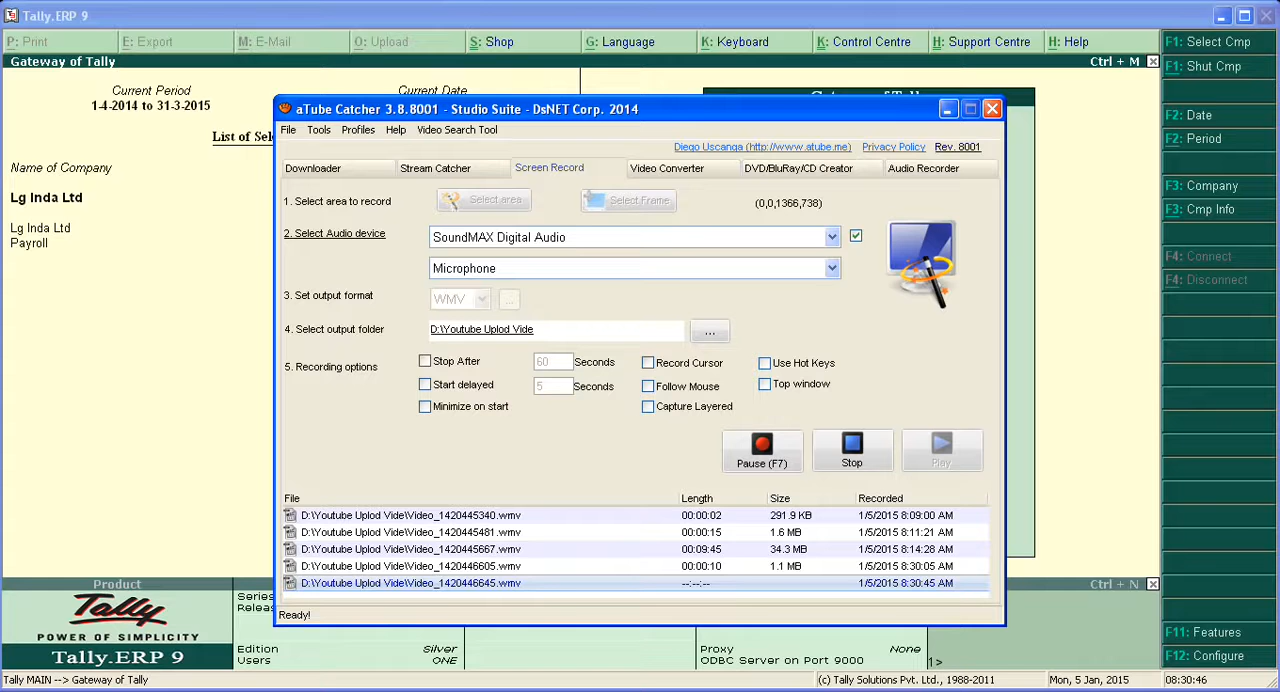 Tally.ERP 9
P: Print E: Export M: E-Mail O: Upload S: Shop G: Language K: Keyboard K: Control Centre H: Support Centre H: Help F1: Select Cmp
Gateway of Tally Ctrl + M F1: Shut Cmp
Current Period Current Date
1-4-2014 to 31-3-2015
Name of Company
Lg Inda Ltd
Lg Inda Ltd
Payroll
aTube Catcher 3.8.8001 - Studio Suite - DsNET Corp. 2014
File Tools Profiles Help Video Search Tool
Diego Uscanga (http://www.atube.me) Privacy Policy Rev. 8001
Downloader Stream Catcher Screen Record Video Converter DVD/BluRay/CD Creator Audio Recorder
1. Select area to record Select area Select Frame (0,0,1366,738)
2. Select Audio device SoundMAX Digital Audio
Microphone
3. Set output format WMV ...
4. Select output folder D:\Youtube Uplod Vide ...
5. Recording options Stop After 60 Seconds Record Cursor Use Hot Keys
Start delayed 5 Seconds Follow Mouse Top window
Minimize on start Capture Layered
Pause (F7) Stop Play
File Length Size Recorded
D:\Youtube Uplod Vide\Video_1420445340.wmv 00:00:02 291.9 KB 1/5/2015 8:09:00 AM
D:\Youtube Uplod Vide\Video_1420445481.wmv 00:00:15 1.6 MB 1/5/2015 8:11:21 AM
D:\Youtube Uplod Vide\Video_1420445667.wmv 00:09:45 34.3 MB 1/5/2015 8:14:28 AM
D:\Youtube Uplod Vide\Video_1420446605.wmv 00:00:10 1.1 MB 1/5/2015 8:30:05 AM
D:\Youtube Uplod Vide\Video_1420446645.wmv --:--:-- 1/5/2015 8:30:45 AM
Ready!
F2: Date
F2: Period
F3: Company
F3: Cmp Info
F4: Connect
F4: Disconnect
F11: Features
F12: Configure
Product Ctrl + N
Tally
POWER OF SIMPLICITY
Tally.ERP 9
Edition Silver
Users ONE
Proxy None
ODBC Server on Port 9000
1>
Tally MAIN --> Gateway of Tally (c) Tally Solutions Pvt. Ltd., 1988-2011 Mon, 5 Jan, 2015 08:30:46